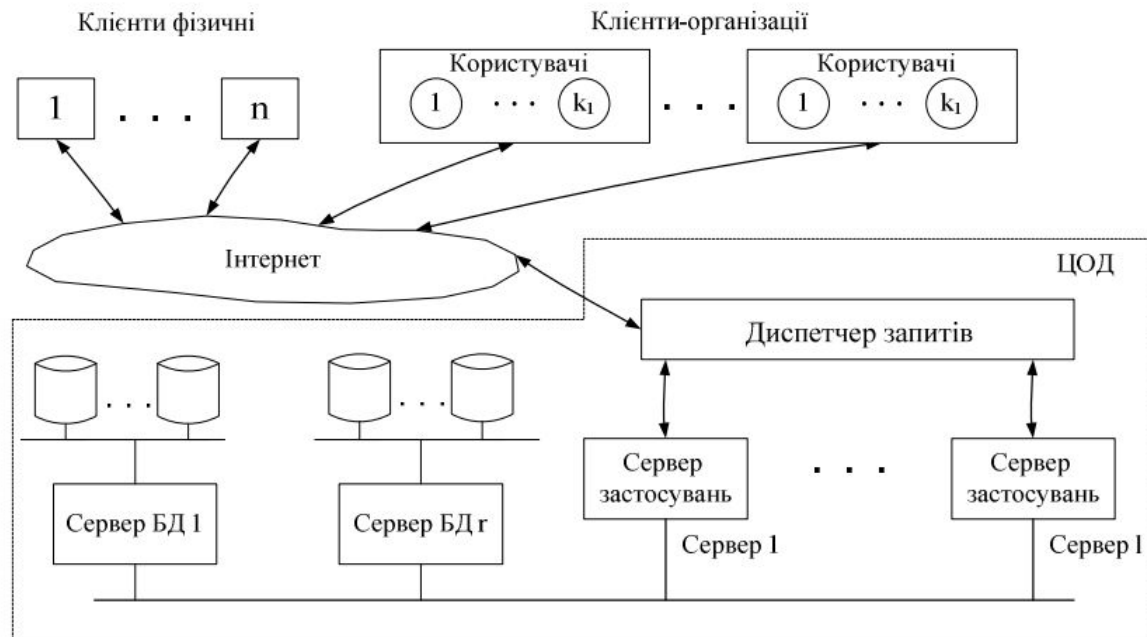 Клієнти фізичні
Клієнти-організації
1 . . . n
Користувачі
1 ... k₁
. . .
Користувачі
1 ... k₁
Інтернет
ЦОД
Диспетчер запитів
. . .
. . .
Сервер
застосувань
. . .
Сервер
застосувань
Сервер БД 1
Сервер БД r
Сервер 1
Сервер l